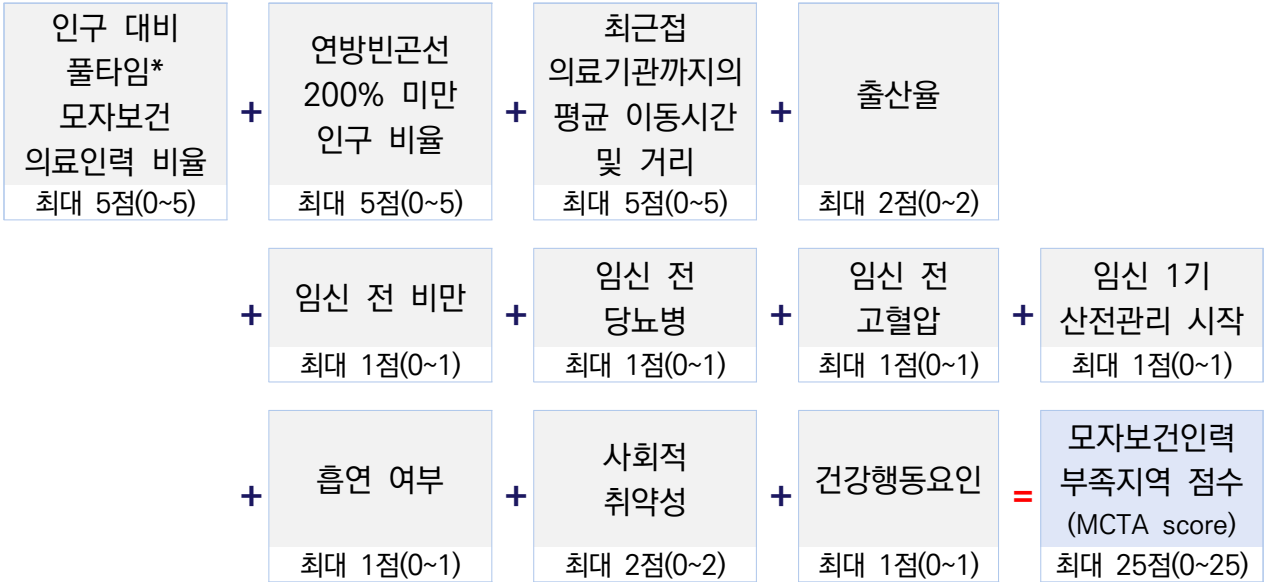 인구 대비
풀타임*
모자보건
의료인력 비율
최대 5점(0~5)
+
연방빈곤선
200% 미만
인구 비율
최대 5점(0~5)
+
최근접
의료기관까지의
평균 이동시간
및 거리
최대 5점(0~5)
+
출산율
최대 2점(0~2)
+
임신 전 비만
최대 1점(0~1)
+
임신 전
당뇨병
최대 1점(0~1)
+
임신 전
고혈압
최대 1점(0~1)
+
임신 1기
산전관리 시작
최대 1점(0~1)
+
흡연 여부
최대 1점(0~1)
+
사회적
취약성
최대 2점(0~2)
+
건강행동요인
최대 1점(0~1)
=
모자보건인력
부족지역 점수
(MCTA score)
최대 25점(0~25)